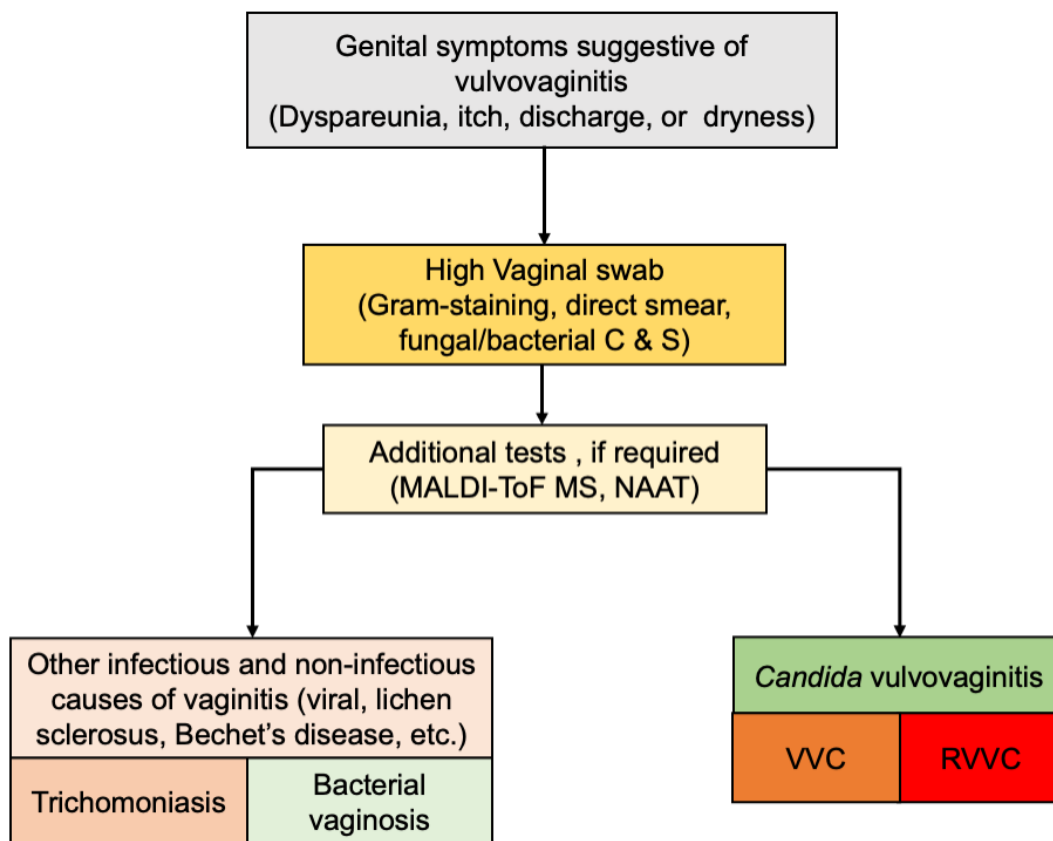 Genital symptoms suggestive of
vulvovaginitis
(Dyspareunia, itch, discharge, or dryness)
High Vaginal swab
(Gram-staining, direct smear,
fungal/bacterial C & S)
Additional tests , if required
(MALDI-ToF MS, NAAT)
Other infectious and non-infectious
causes of vaginitis (viral, lichen
sclerosus, Bechet’s disease, etc.)
Trichomoniasis
Bacterial
vaginosis
Candida vulvovaginitis
VVC
RVVC